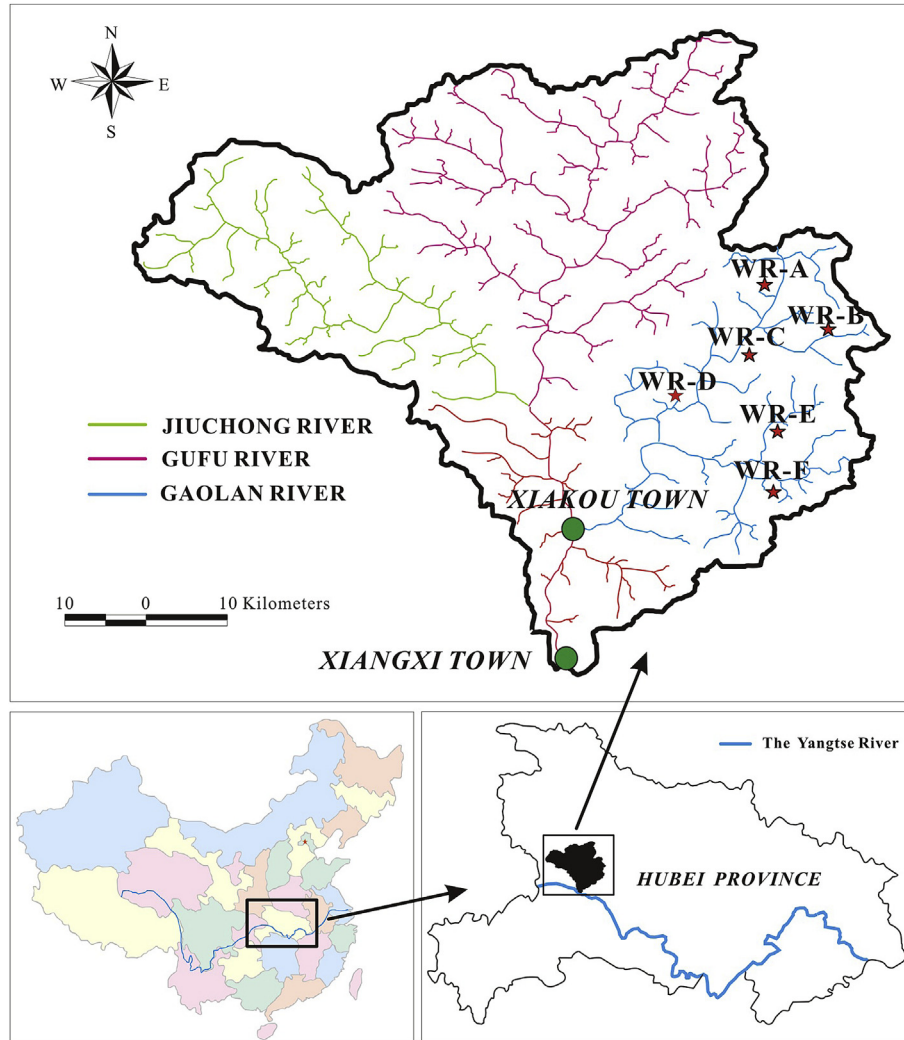 N
W E
S
WR-A
WR-B
WR-C
WR-D
WR-E
WR-F
JIUCHONG RIVER
GUFU RIVER
GAOLAN RIVER
XIAKOU TOWN
10 0 10 Kilometers
XIANGXI TOWN
The Yangtse River
HUBEI PROVINCE